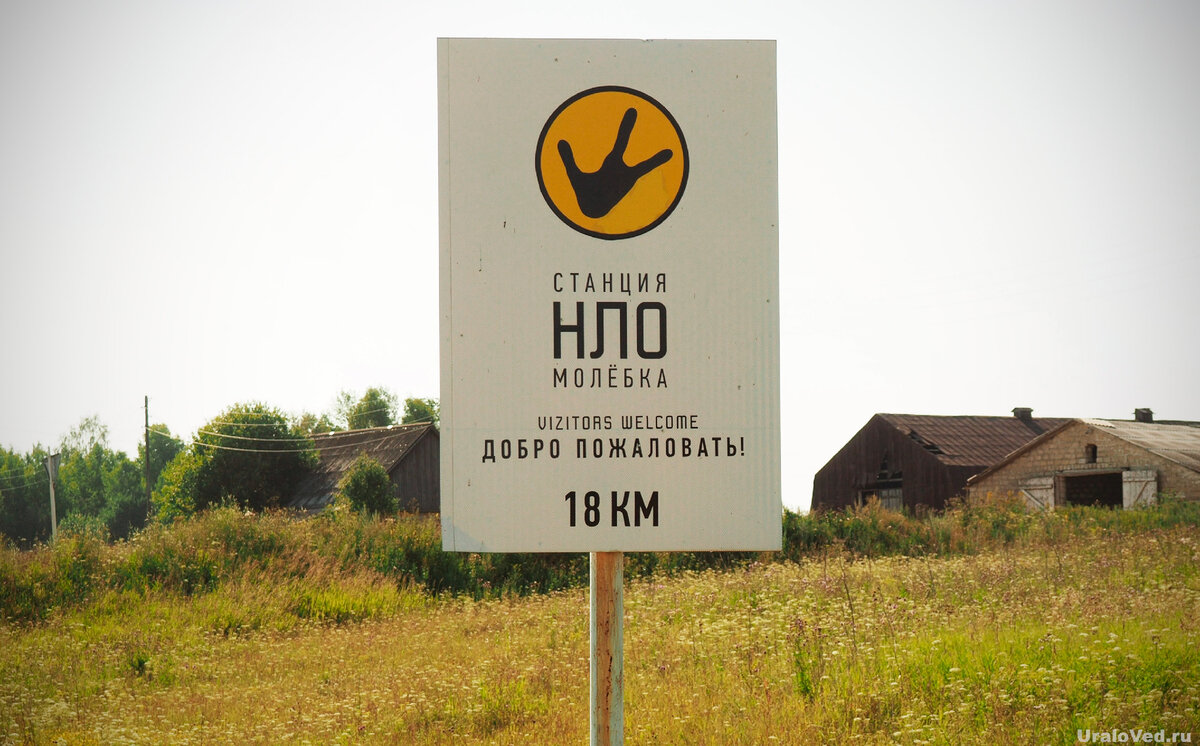 СТАНЦИЯ
НЛО
МОЛЁБКА
VIZITORS WELCOME
ДОБРО ПОЖАЛОВАТЬ!
18 КМ
UraloVed.ru